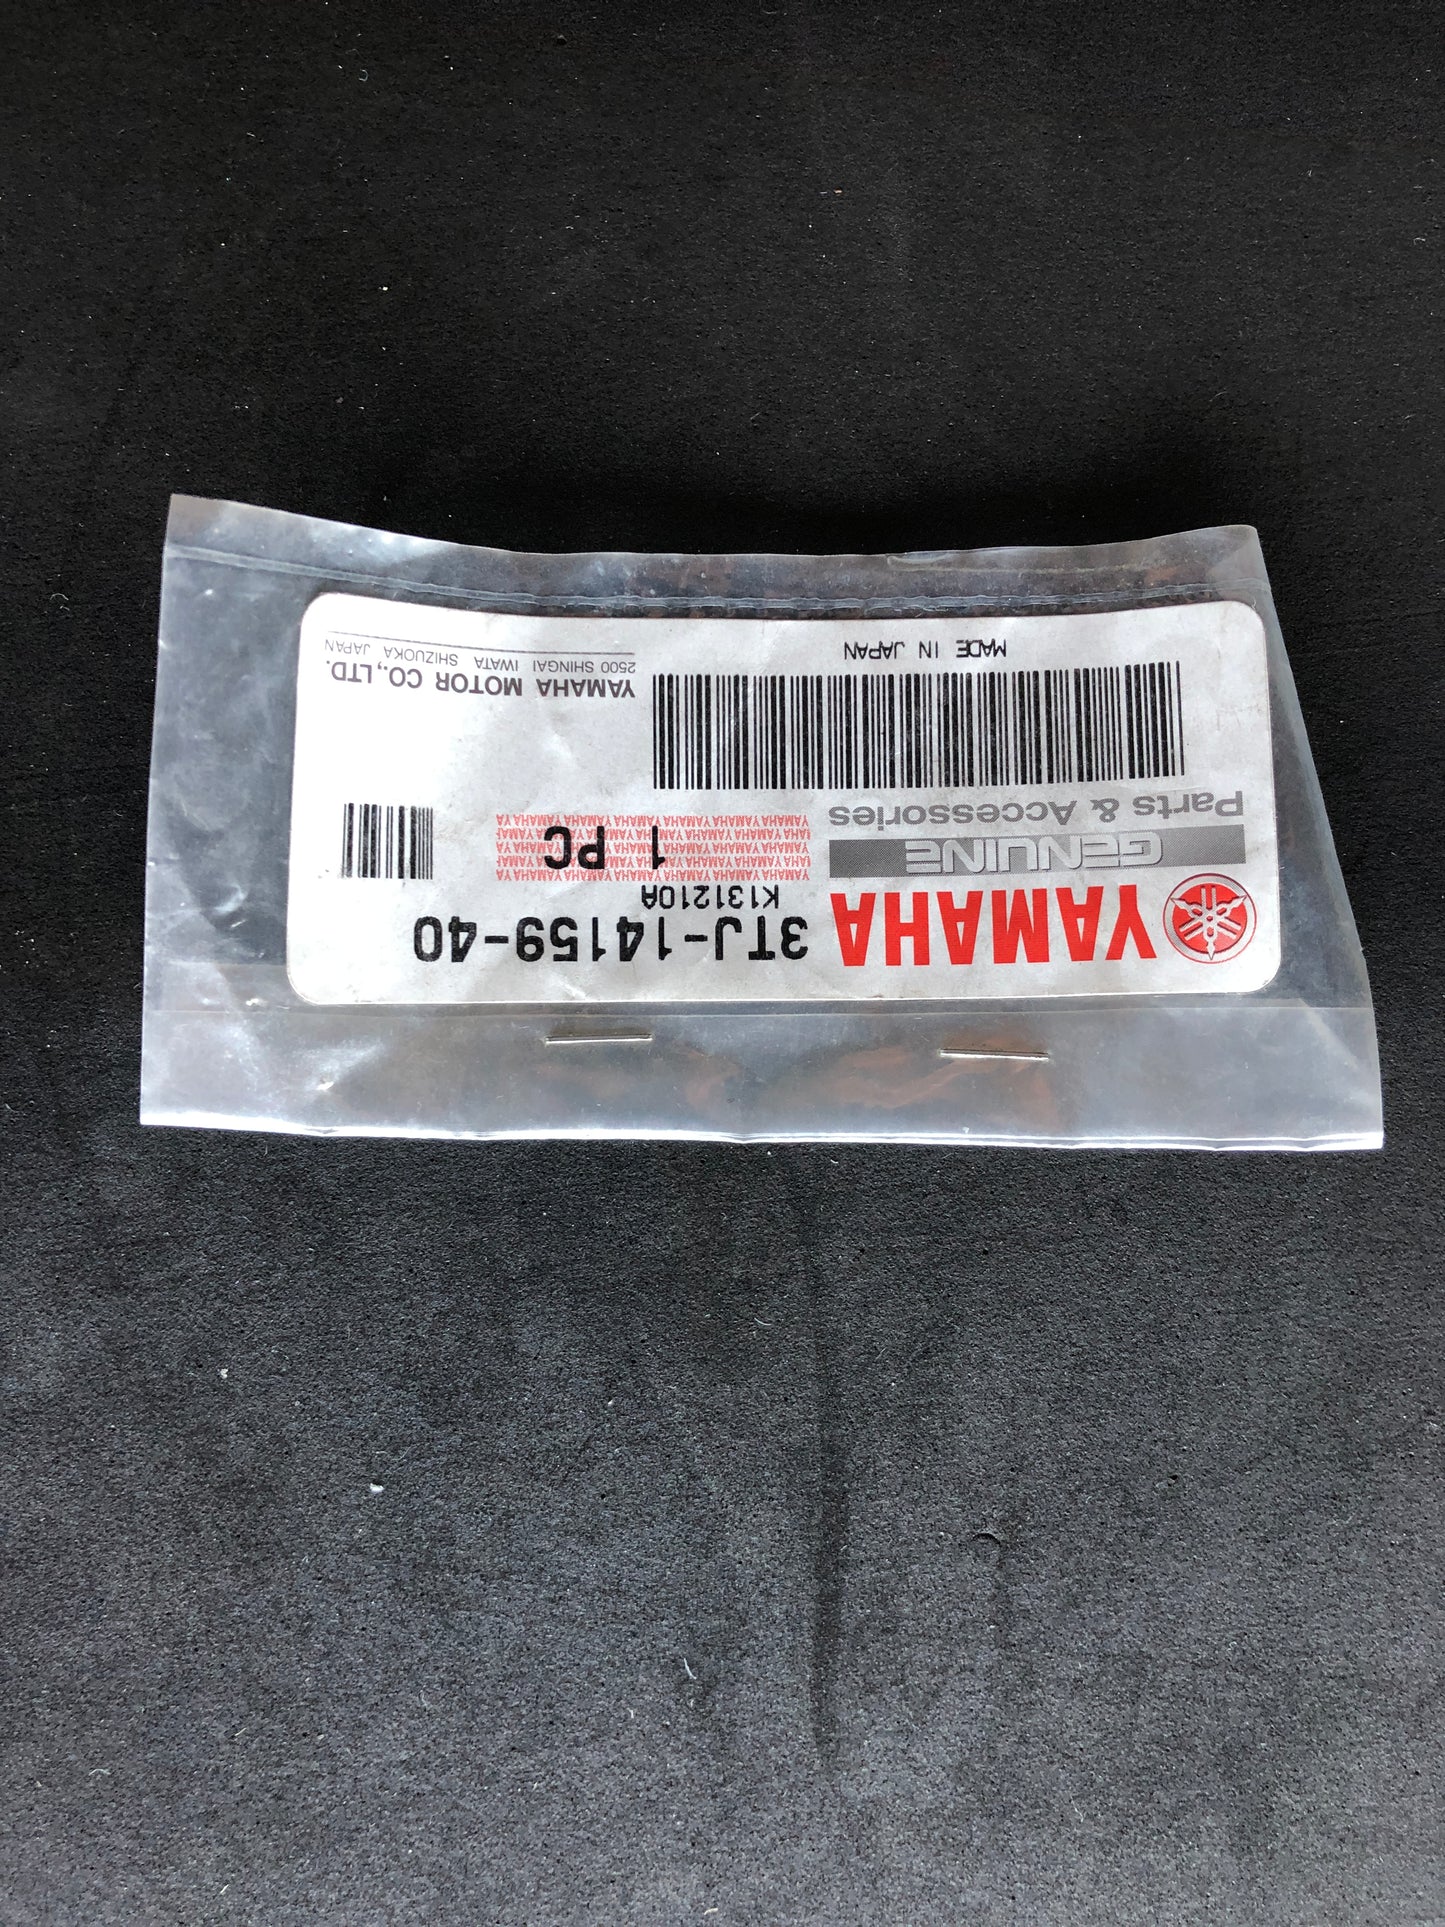 YAMAHA
GENUINE
Parts & Accessories
3TJ-14159-40
K131210A
1 PC
YAMAHA MOTOR CO.,LTD.
2500 SHINGAI IWATA SHIZUOKA JAPAN
MADE IN JAPAN